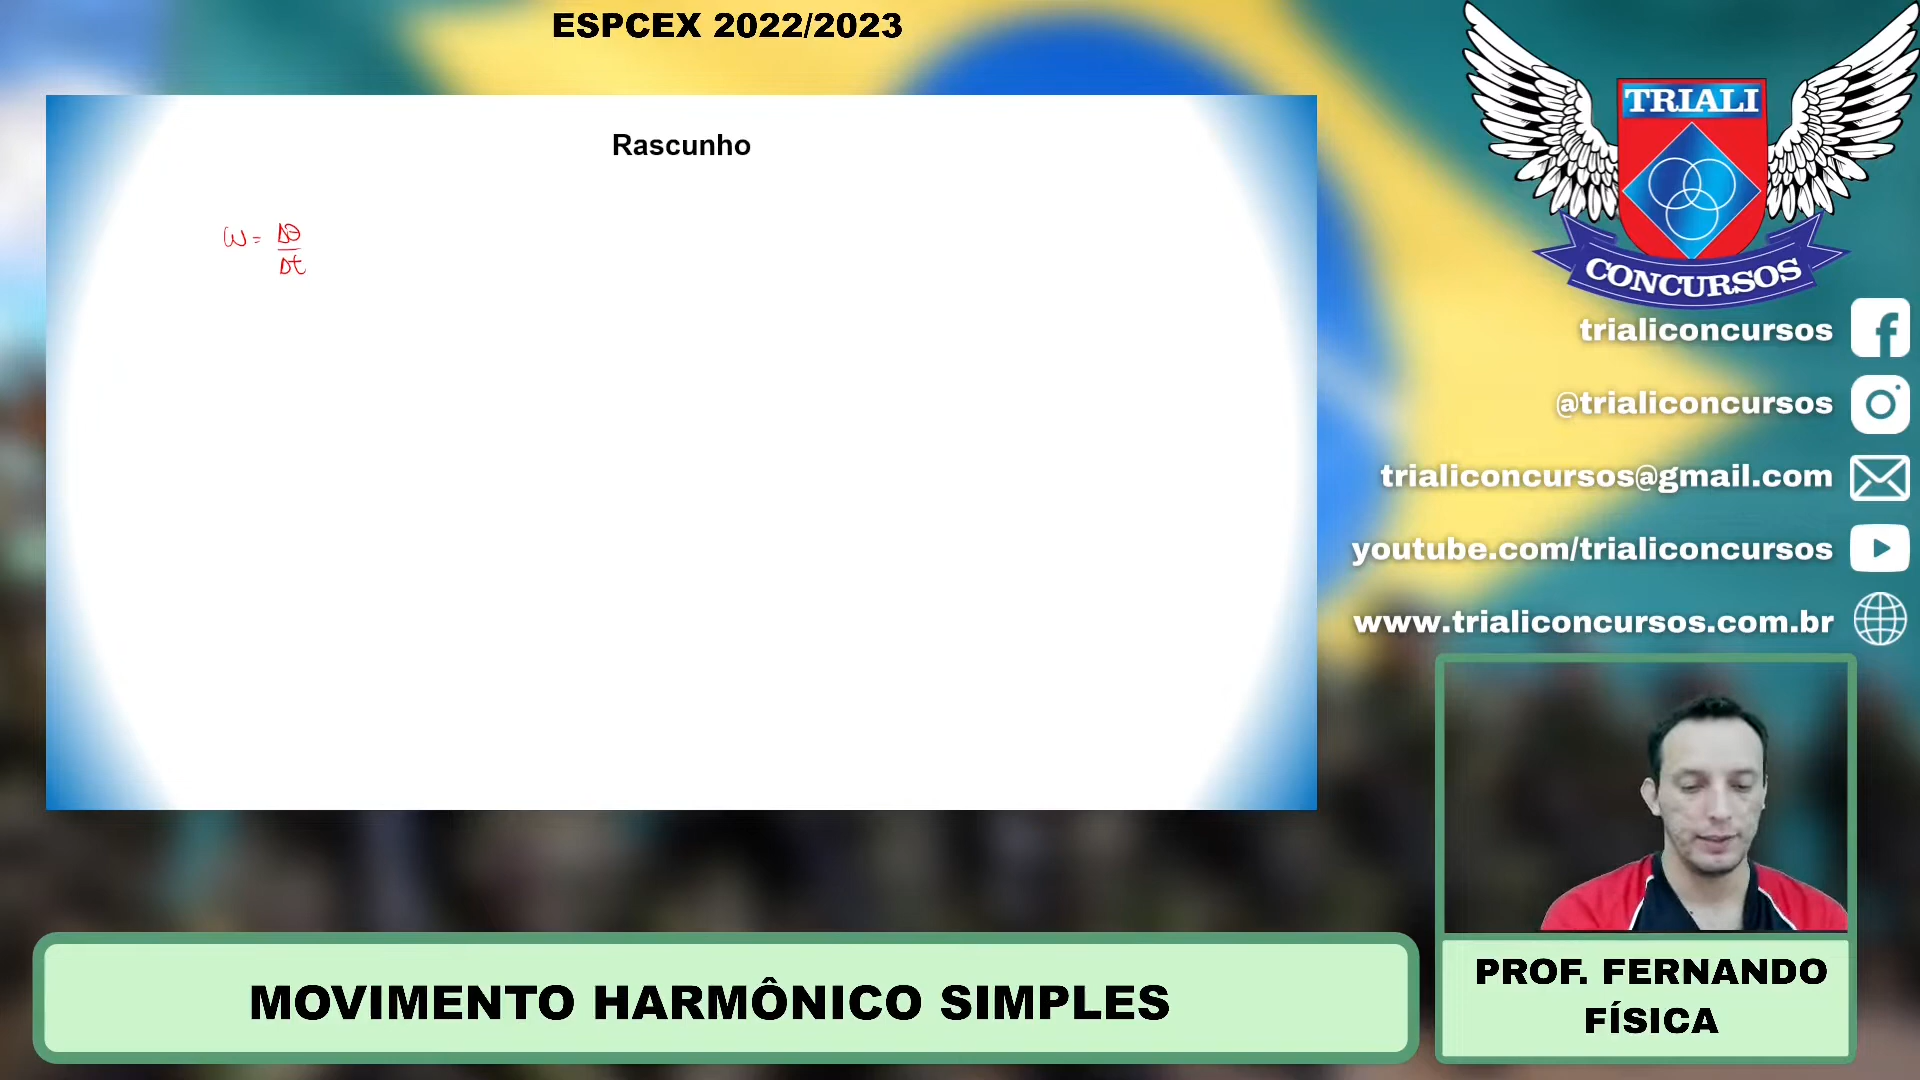 ESPCEX 2022/2023
Rascunho
ω = Δθ
Δt
TRIALI
CONCURSOS
trialiconcursos
@trialiconcursos
trialiconcursos@gmail.com
youtube.com/trialiconcursos
www.trialiconcursos.com.br
MOVIMENTO HARMÔNICO SIMPLES
PROF. FERNANDO
FÍSICA